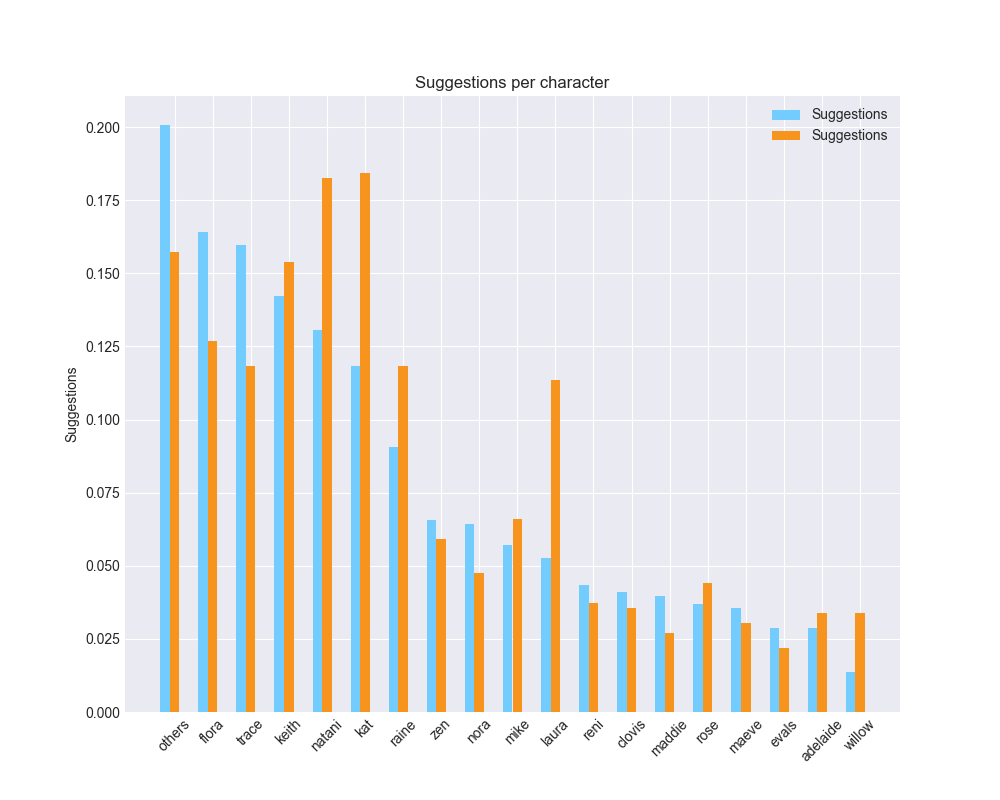 Suggestions per character
Suggestions
Suggestions
0.200
0.175
0.150
0.125
0.100
0.075
0.050
0.025
0.000
Suggestions
others flora trace keith natani kat raine zen nora mike laura reni clovis maddie rose maeve evals adelaide willow